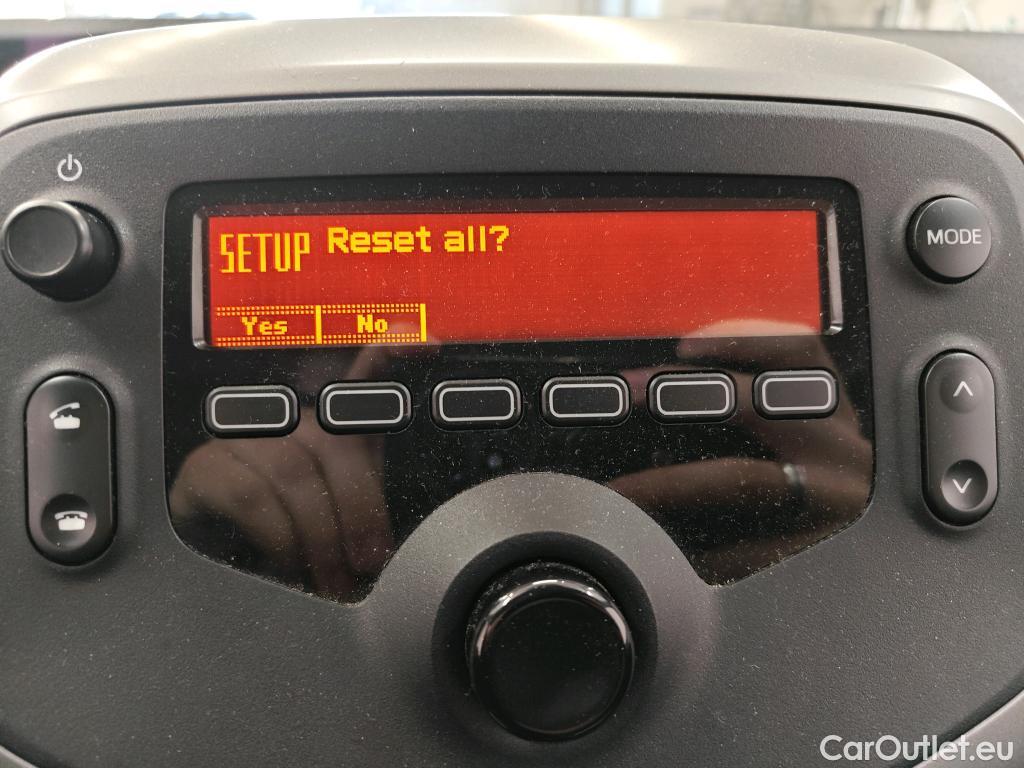 SETUP Reset all?
MODE
Yes No
CarOutlet.eu